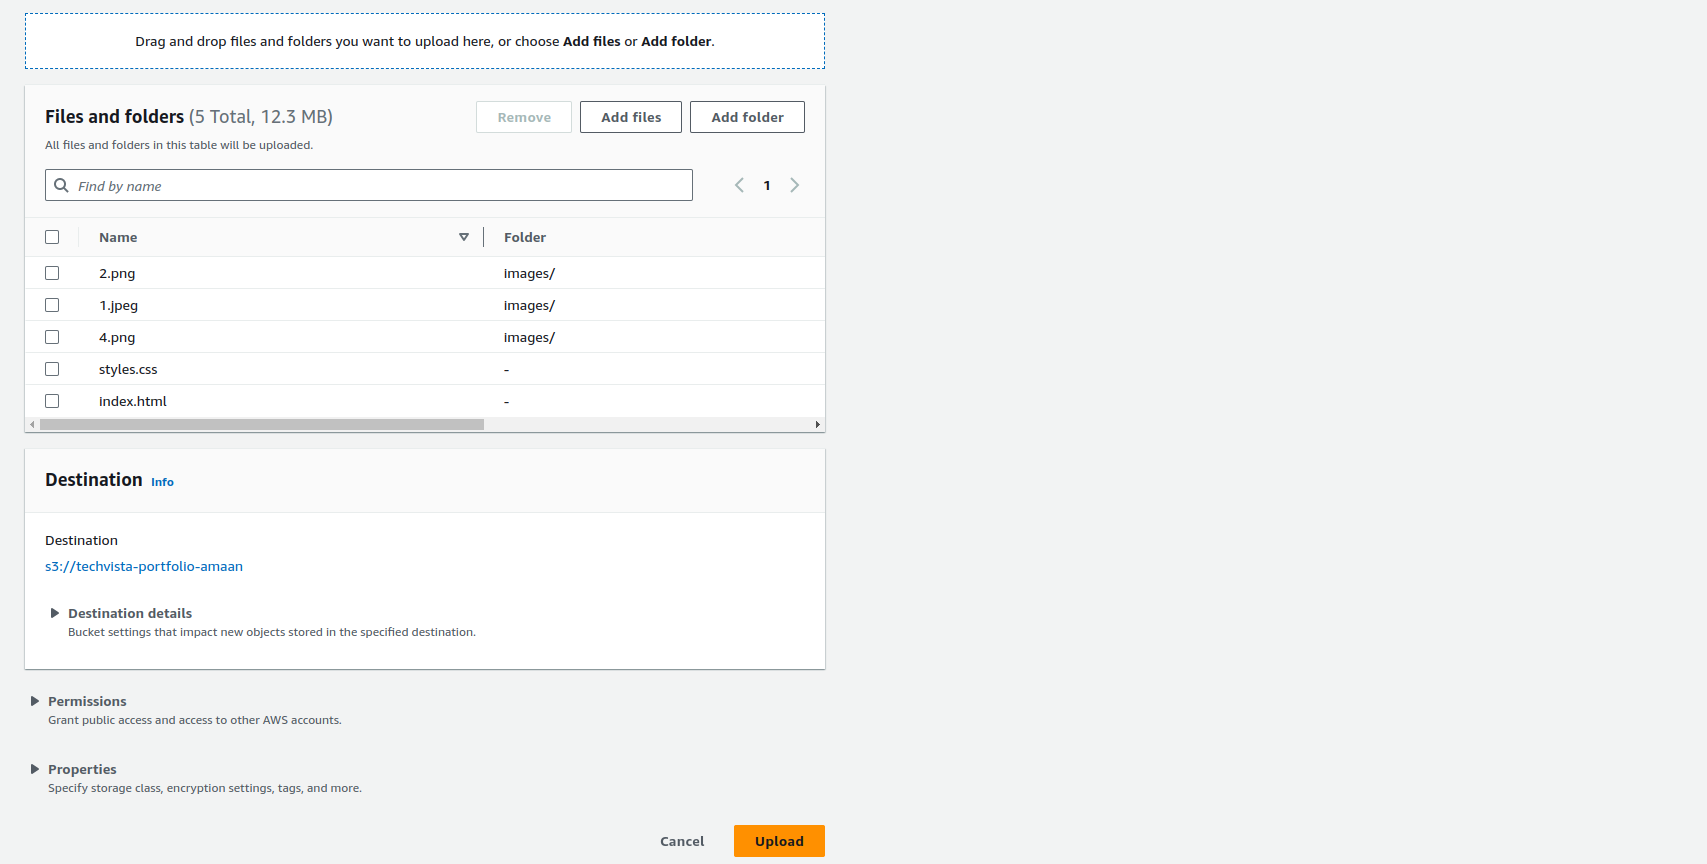 Drag and drop files and folders you want to upload here, or choose Add files or Add folder.
Files and folders (5 Total, 12.3 MB)
Remove
Add files
Add folder
All files and folders in this table will be uploaded.
Find by name
1
Name
Folder
2.png
images/
1.jpeg
images/
4.png
images/
styles.css
-
index.html
-
Destination Info
Destination
s3://techvista-portfolio-amaan
Destination details
Bucket settings that impact new objects stored in the specified destination.
Permissions
Grant public access and access to other AWS accounts.
Properties
Specify storage class, encryption settings, tags, and more.
Cancel
Upload